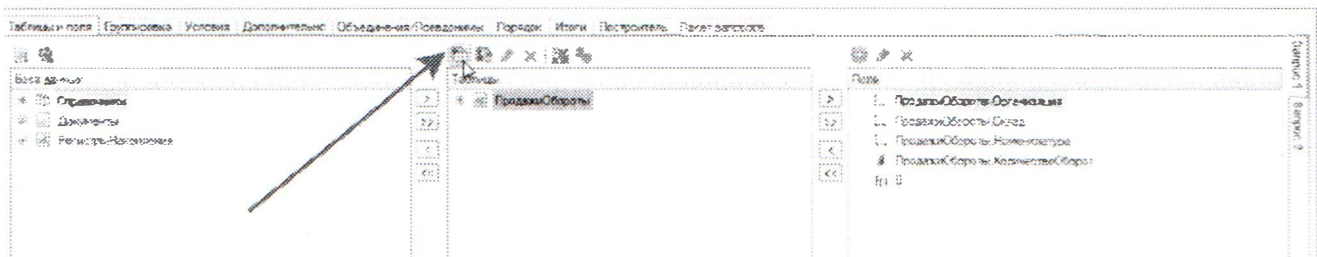 Таблицы и поля Группировка Условия Дополнительно Объединения/Псевдонимы Порядок Итоги Построитель Пакет запросов
База данных
Справочники
Документы
РегистрыНакопления
>
>>
<
<<
Таблицы
ПродажиОбороты
>
>>
<
<<
Поля
ПродажиОбороты.Организация
ПродажиОбороты.Склад
ПродажиОбороты.Номенклатура
ПродажиОбороты.КоличествоОборот
f(x) 0
Запрос 1
Запрос 2